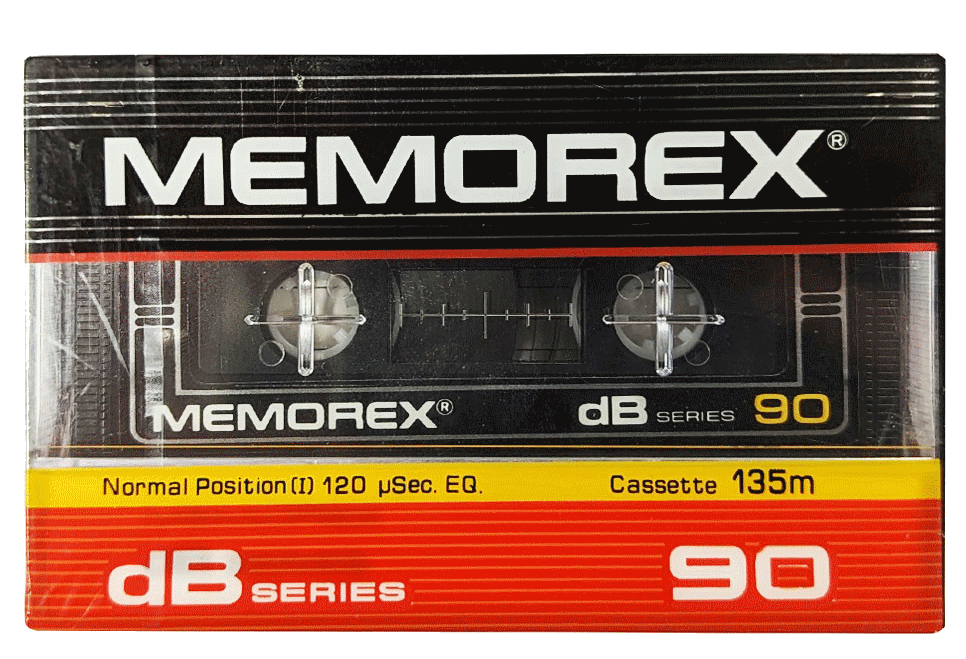 MEMOREX®
MEMOREX®
dB SERIES 90
Normal Position (I) 120 µSec. EQ.
Cassette 135m
dB SERIES
90